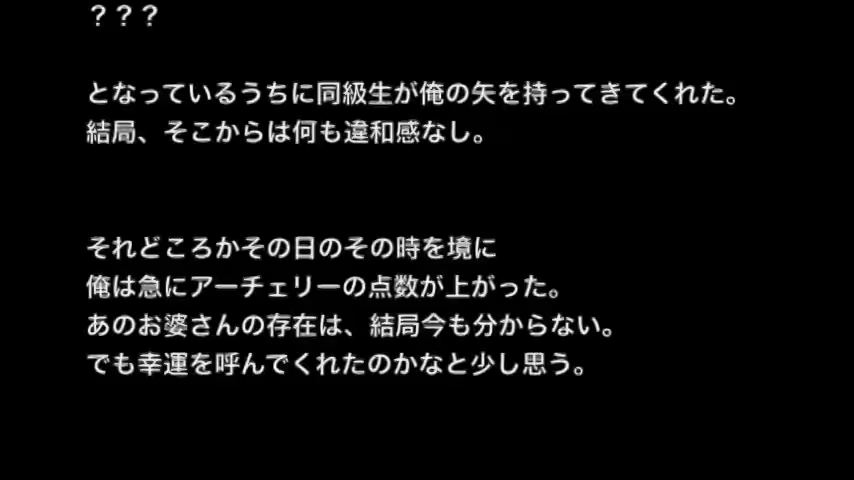 ？？？
となっているうちに同級生が俺の矢を持ってきてくれた。
結局、そこからは何も違和感なし。
それどころかその日のその時を境に
俺は急にアーチェリーの点数が上がった。
あのお婆さんの存在は、結局今も分からない。
でも幸運を呼んでくれたのかなと少し思う。